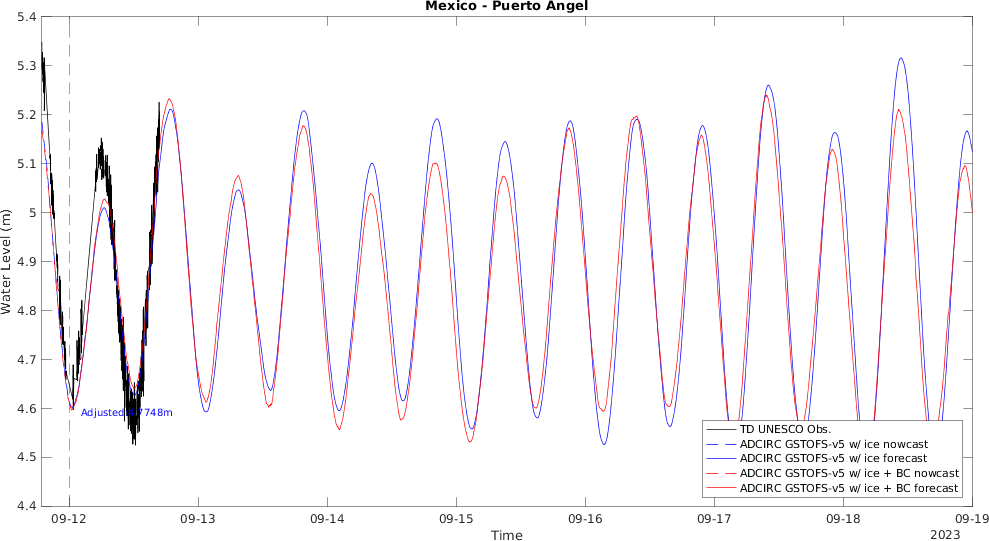 Mexico - Puerto Angel
5.4
5.3
5.2
5.1
5
4.9
4.8
4.7
4.6
4.5
4.4
Water Level (m)
Adjusted 7748m
TD UNESCO Obs.
ADCIRC GSTOFS-v5 w/ ice nowcast
ADCIRC GSTOFS-v5 w/ ice forecast
ADCIRC GSTOFS-v5 w/ ice + BC nowcast
ADCIRC GSTOFS-v5 w/ ice + BC forecast
09-12 09-13 09-14 09-15 09-16 09-17 09-18 09-19
Time
2023